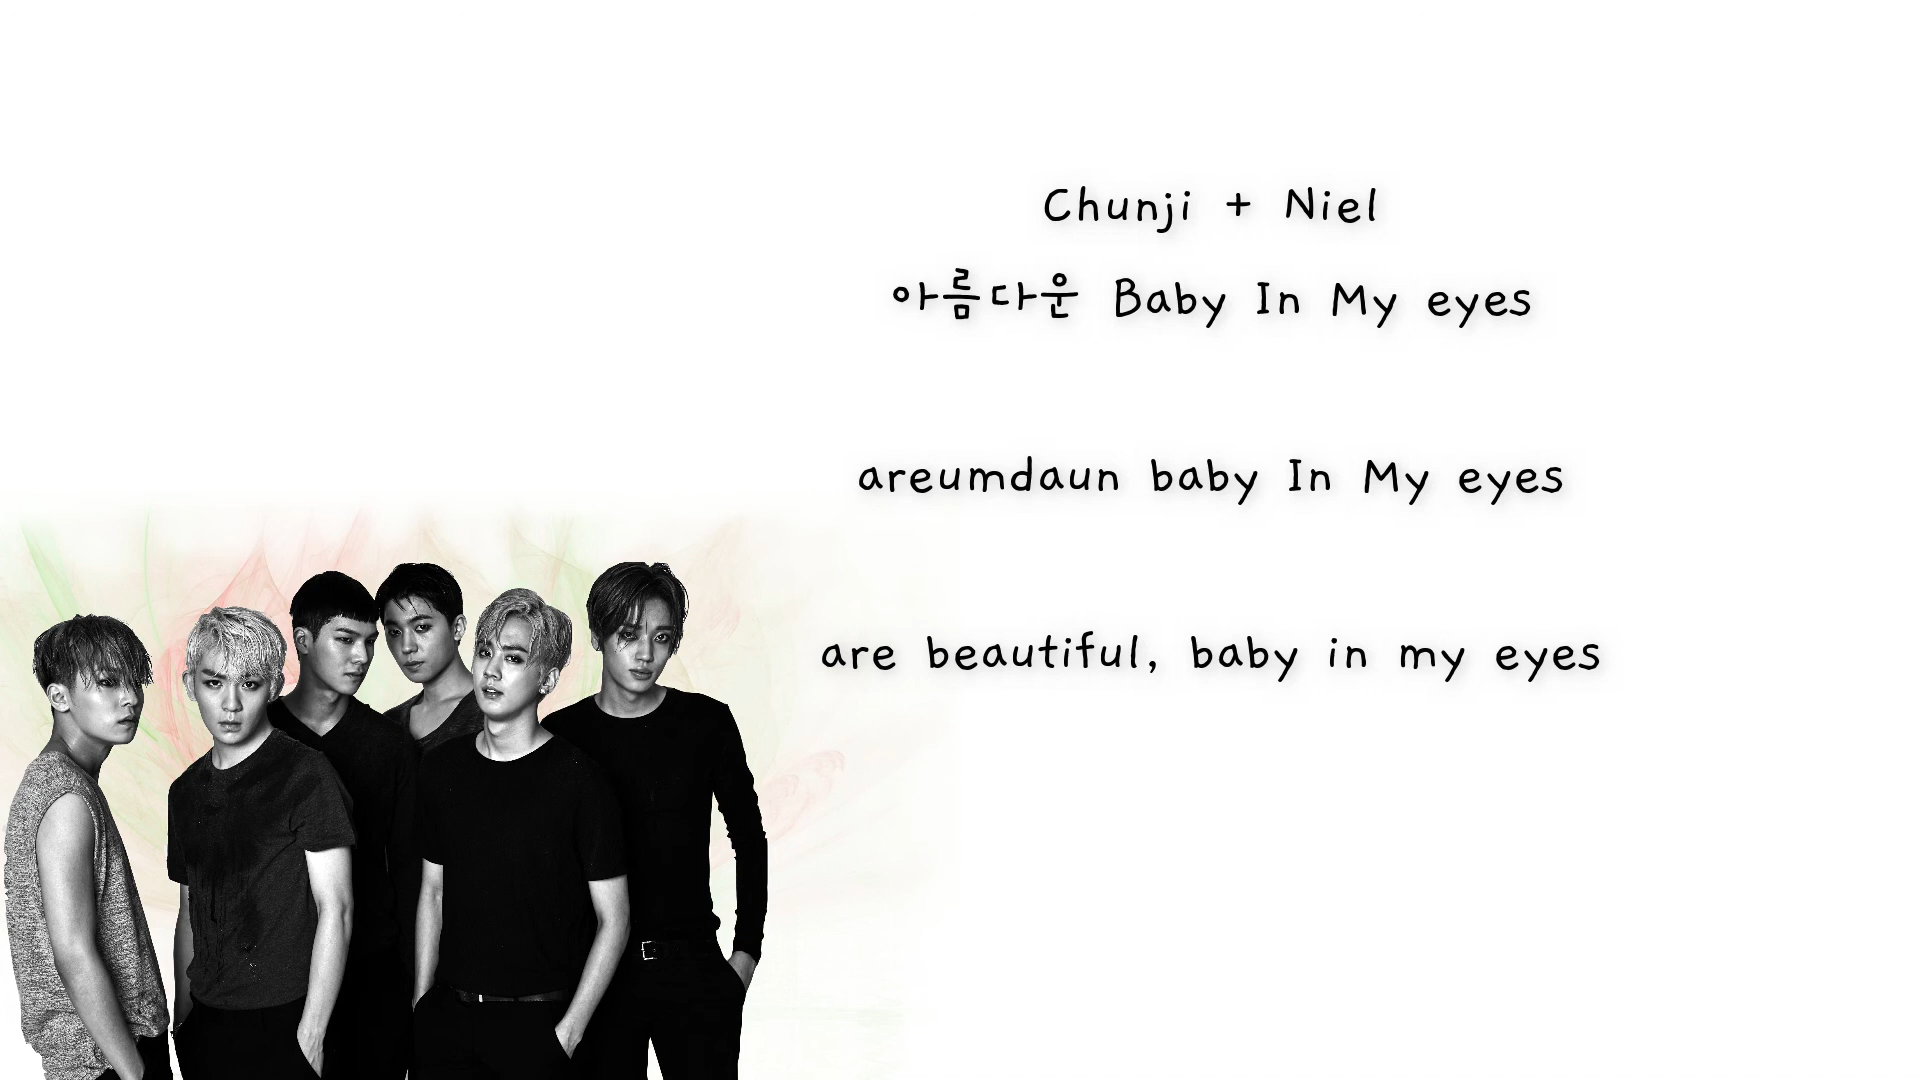 Chunji + Niel
아름다운 Baby In My eyes
areumdaun baby In My eyes
are beautiful, baby in my eyes